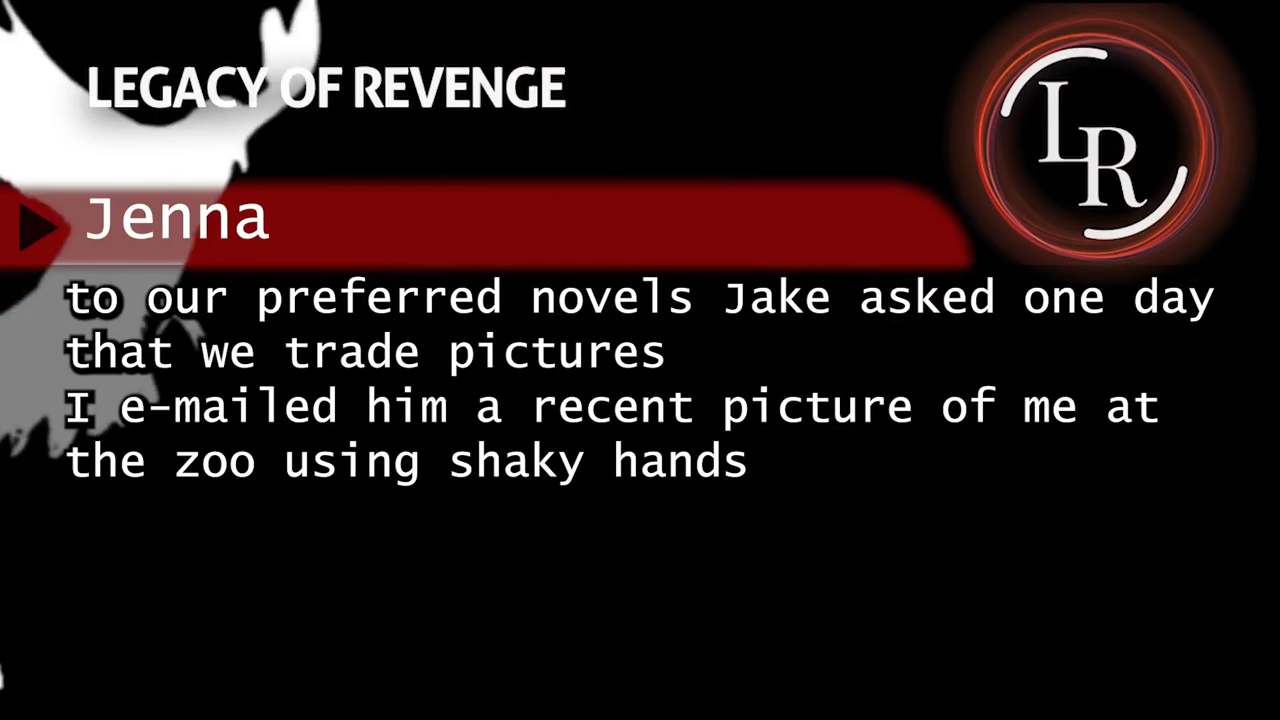 LEGACY OF REVENGE
LR
Jenna
to our preferred novels Jake asked one day
that we trade pictures
I e-mailed him a recent picture of me at
the zoo using shaky hands